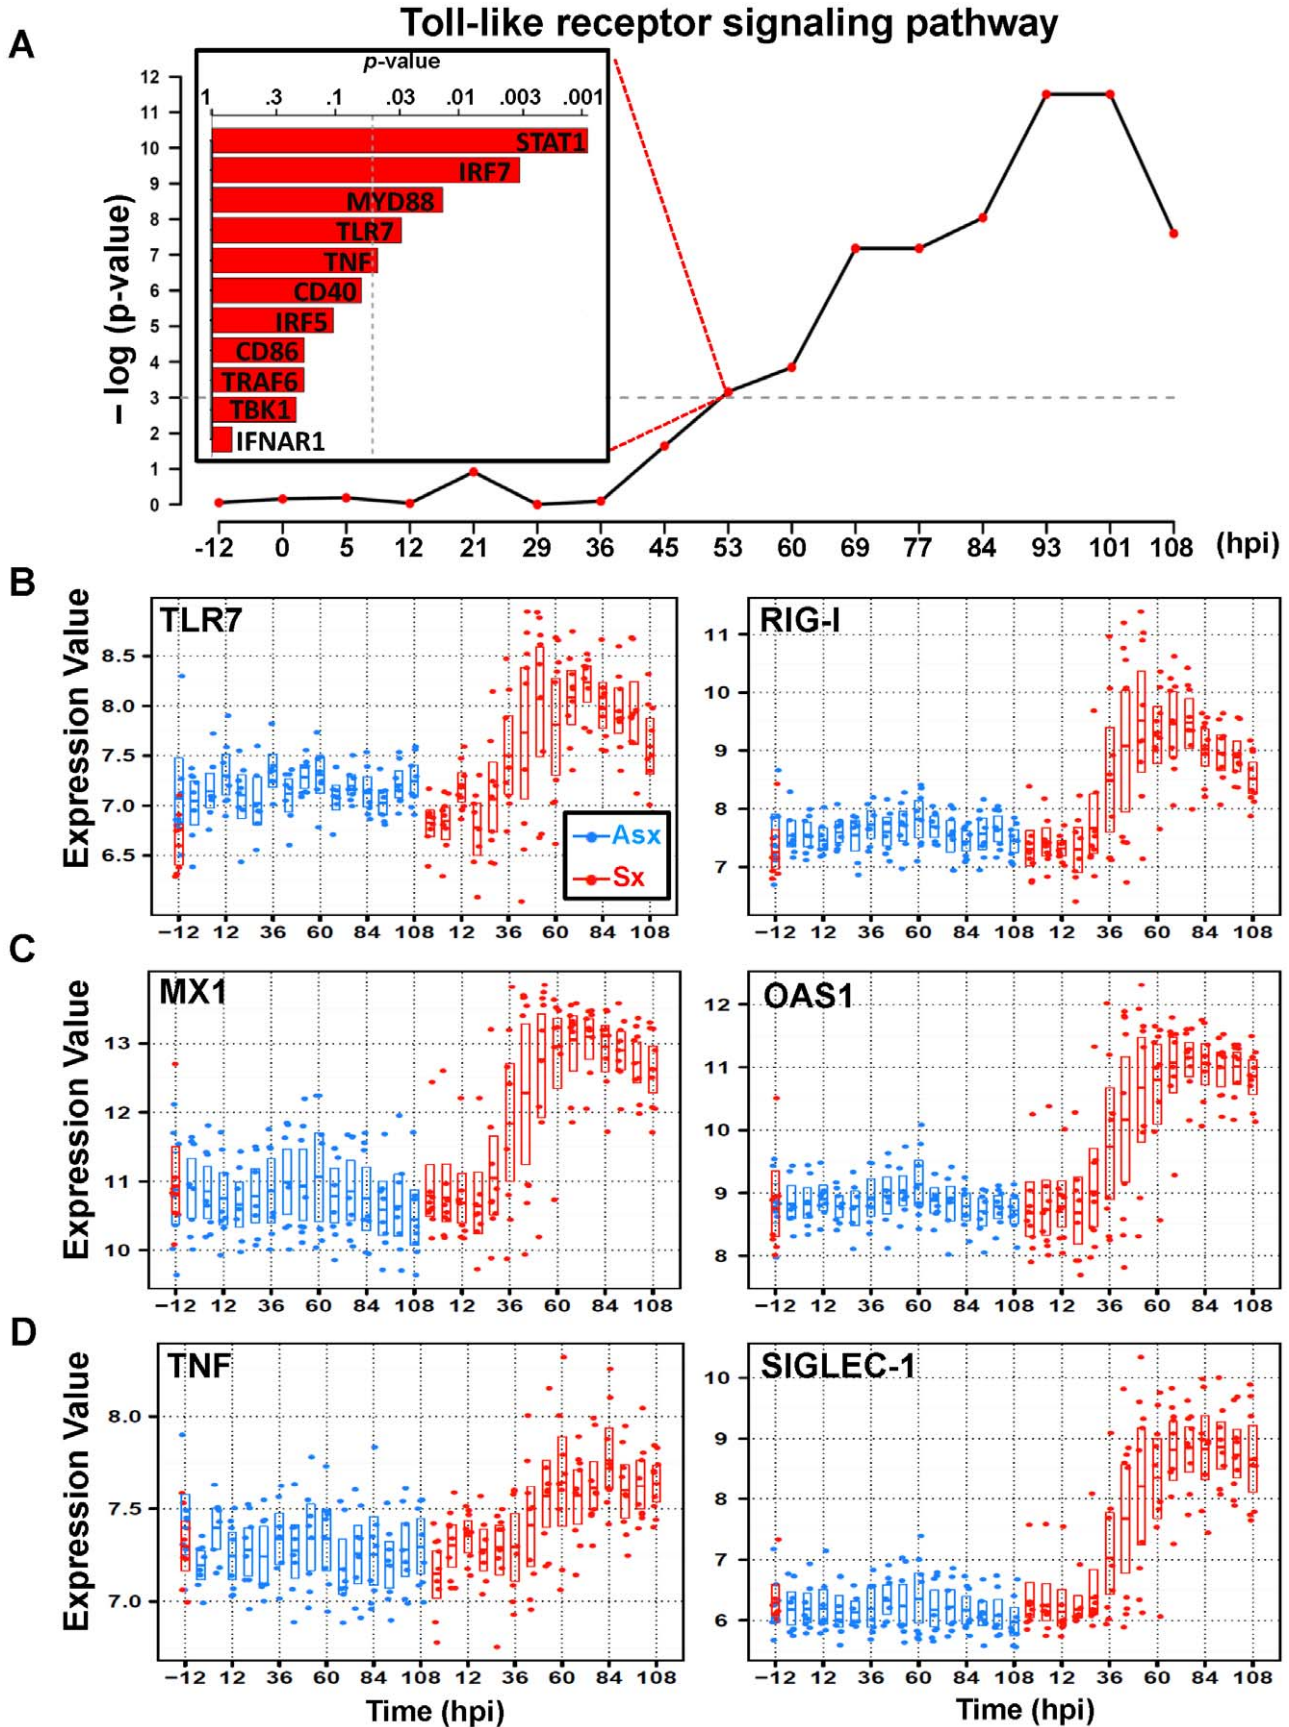 Toll-like receptor signaling pathway
A
p-value
1 .3 .1 .03 .01 .003 .001
STAT1
IRF7
MYD88
TLR7
TNF
CD40
IRF5
CD86
TRAF6
TBK1
IFNAR1
– log (p-value)
12
11
10
9
8
7
6
5
4
3
2
1
0
-12 0 5 12 21 29 36 45 53 60 69 77 84 93 101 108 (hpi)
B
Expression Value
TLR7
8.5
8.0
7.5
7.0
6.5
Asx
Sx
−12 12 36 60 84 108 12 36 60 84 108
RIG-I
11
10
9
8
7
−12 12 36 60 84 108 12 36 60 84 108
C
Expression Value
MX1
13
12
11
10
−12 12 36 60 84 108 12 36 60 84 108
OAS1
12
11
10
9
8
−12 12 36 60 84 108 12 36 60 84 108
D
Expression Value
TNF
8.0
7.5
7.0
−12 12 36 60 84 108 12 36 60 84 108
Time (hpi)
SIGLEC-1
10
9
8
7
6
−12 12 36 60 84 108 12 36 60 84 108
Time (hpi)